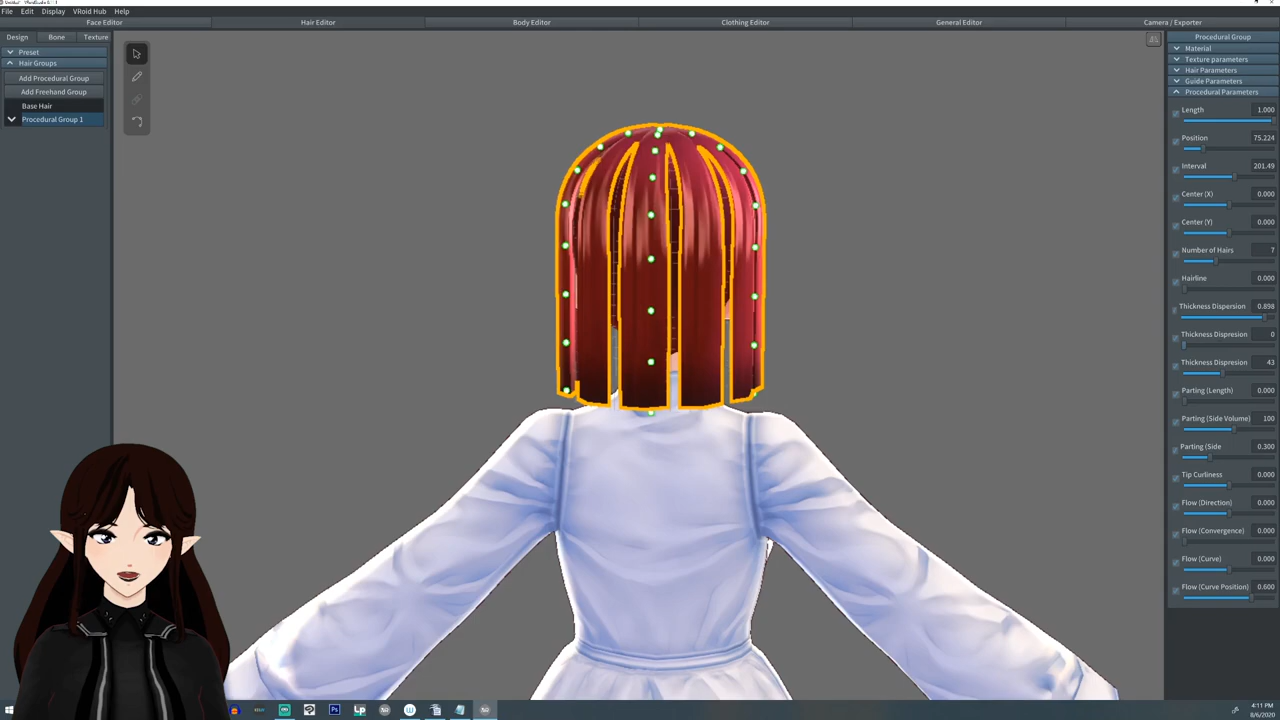 File Edit Display VRoid Hub Help
Face Editor Hair Editor Body Editor Clothing Editor General Editor Camera / Exporter
Design Bone Texture
Preset
Hair Groups
Add Procedural Group
Add Freehand Group
Base Hair
Procedural Group 1
Procedural Group
Material
Texture parameters
Hair Parameters
Guide Parameters
Procedural Parameters
Length 1.000
Position 75.224
Interval 201.49
Center (X) 0.000
Center (Y) 0.000
Number of Hairs 7
Hairline 0.000
Thickness Dispersion 0.898
Thickness Dispresion 0
Thickness Dispresion 43
Parting (Length) 0.000
Parting (Side Volume) 100
Parting (Side 0.300
Tip Curliness 0.000
Flow (Direction) 0.000
Flow (Convergence) 0.000
Flow (Curve) 0.000
Flow (Curve Position) 0.600
4:11 PM
8/6/2020